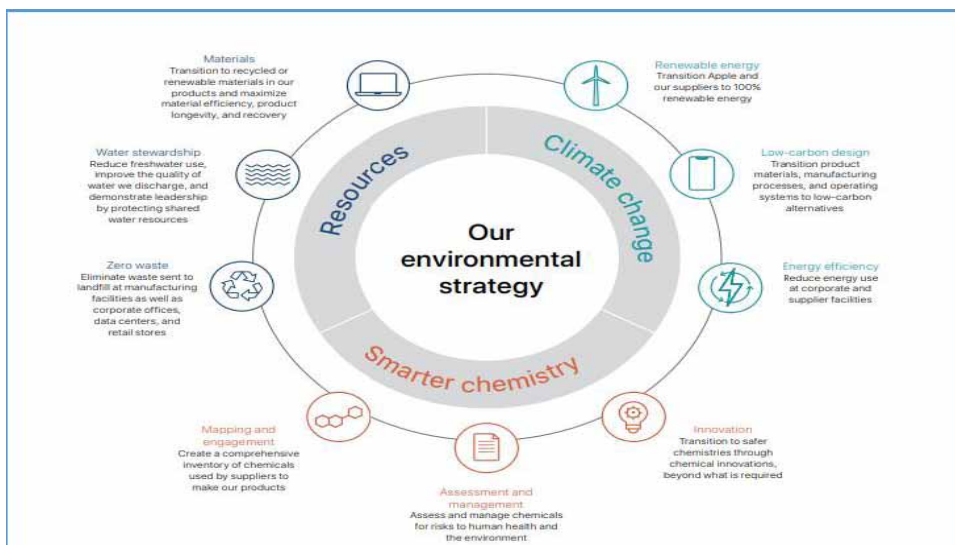 Materials
Transition to recycled or
renewable materials in our
products and maximize
material efficiency, product
longevity, and recovery
Renewable energy
Transition Apple and
our suppliers to 100%
renewable energy
Water stewardship
Reduce freshwater use,
improve the quality of
water we discharge, and
demonstrate leadership
by protecting shared
water resources
Low-carbon design
Transition product
materials, manufacturing
processes, and operating
systems to low-carbon
alternatives
Resources
Climate change
Our
environmental
strategy
Zero waste
Eliminate waste sent to
landfill at manufacturing
facilities as well as
corporate offices,
data centers, and
retail stores
Energy efficiency
Reduce energy use
at corporate and
supplier facilities
Smarter chemistry
Mapping and
engagement
Create a comprehensive
inventory of chemicals
used by suppliers to
make our products
Assessment and
management
Assess and manage chemicals
for risks to human health and
the environment
Innovation
Transition to safer
chemistries through
chemical innovations,
beyond what is required